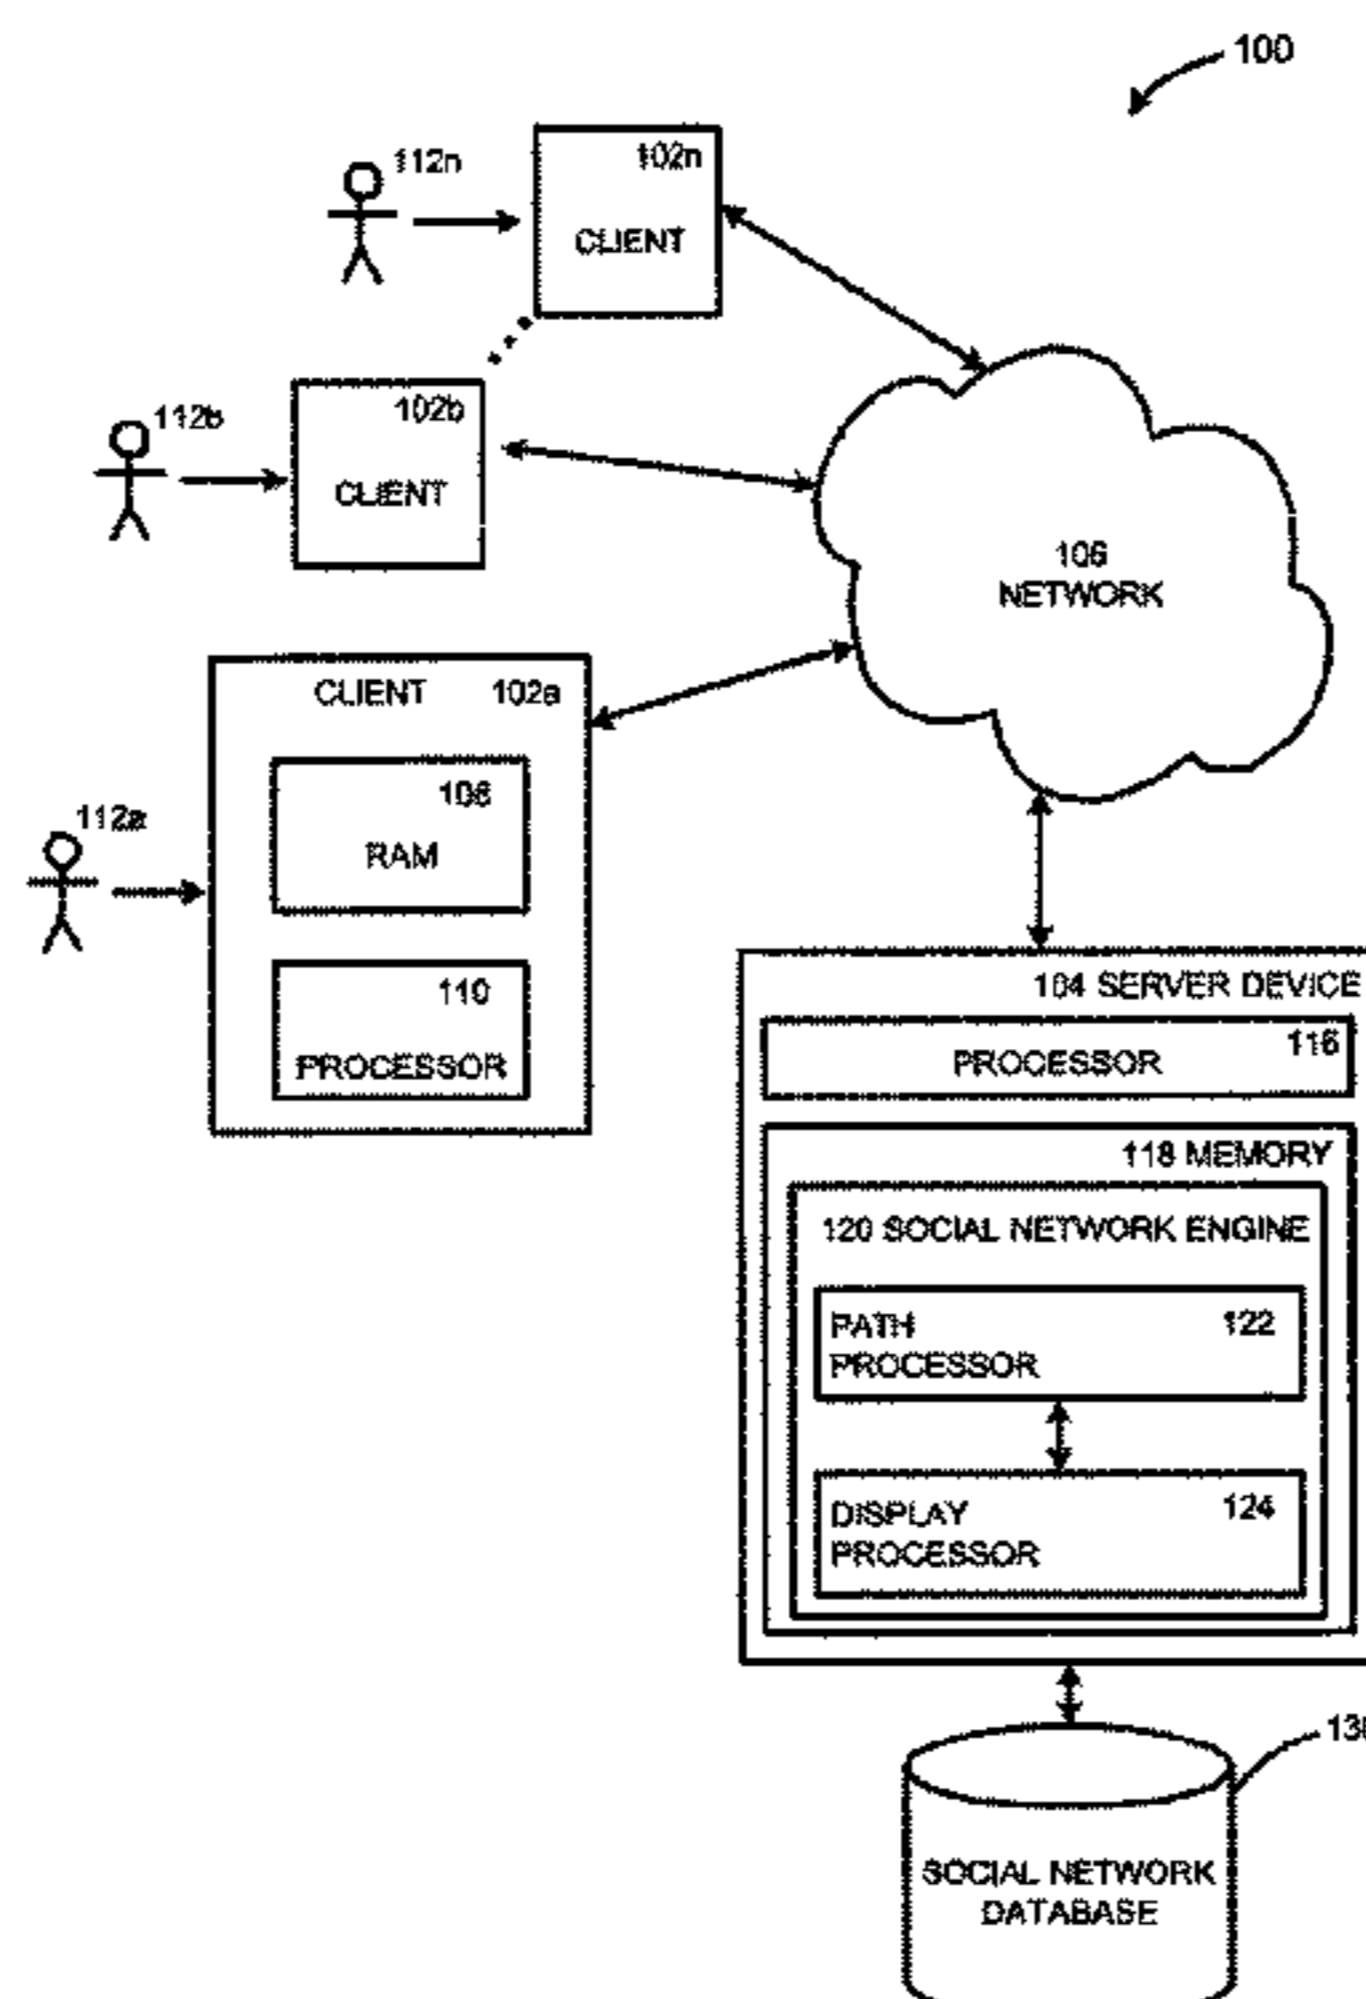 100
112n
102n
CLIENT
112b
102b
CLIENT
106
NETWORK
CLIENT 102a
108
RAM
112a
110
PROCESSOR
104 SERVER DEVICE
PROCESSOR 116
118 MEMORY
120 SOCIAL NETWORK ENGINE
PATH 122
PROCESSOR
DISPLAY 124
PROCESSOR
SOCIAL NETWORK
DATABASE